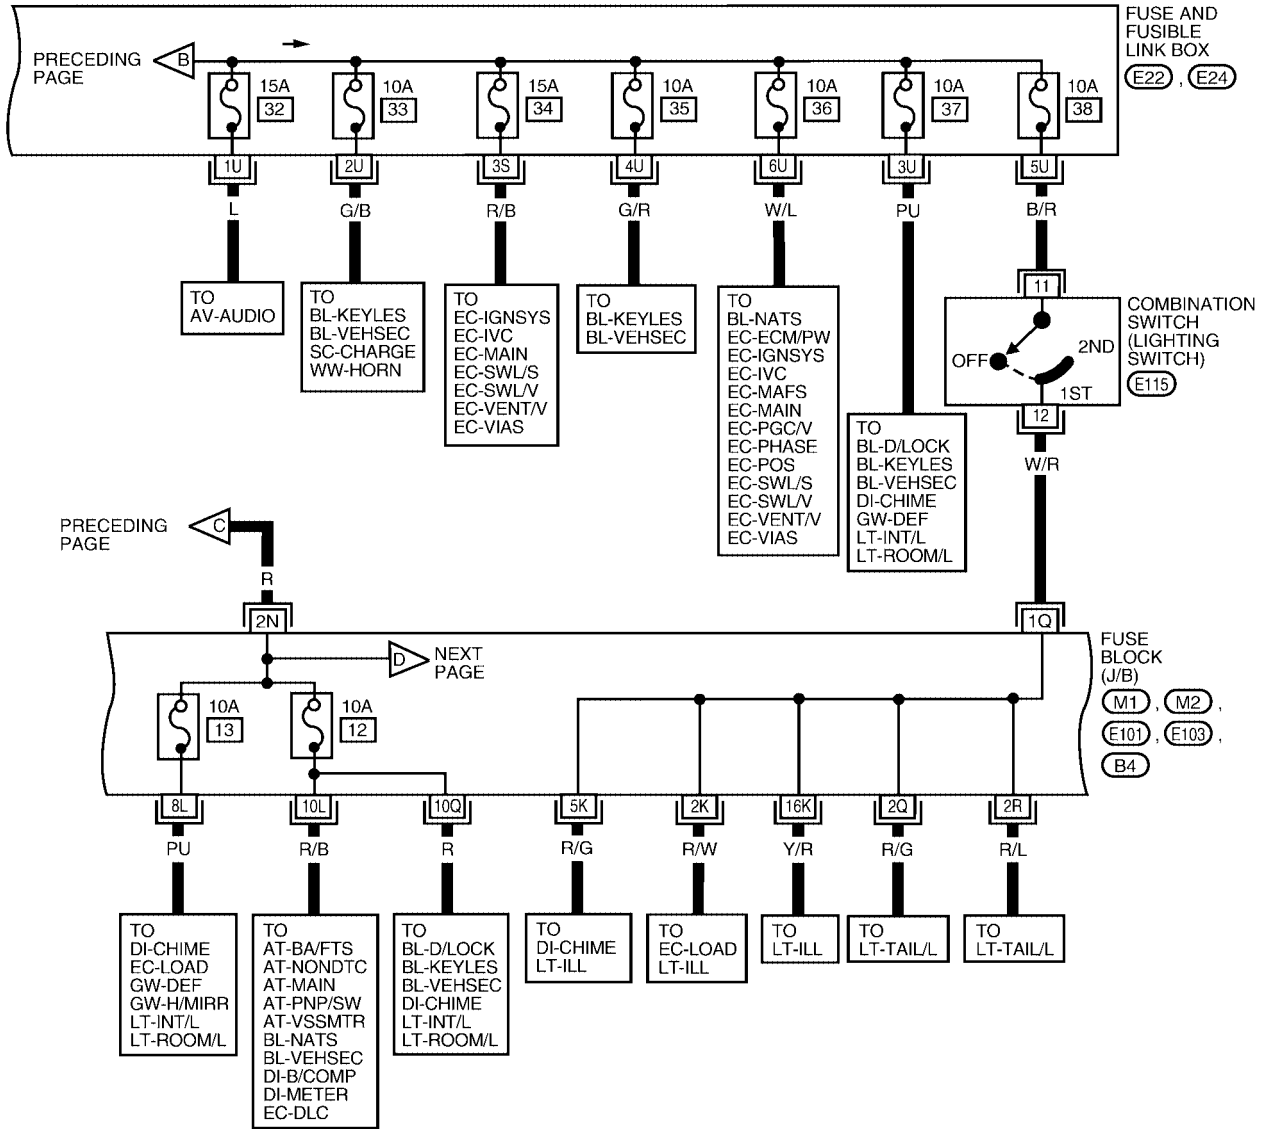 FUSE AND
FUSIBLE
LINK BOX
E22 , E24
PRECEDING
PAGE
B
15A
32
10A
33
15A
34
10A
35
10A
36
10A
37
10A
38
1U
2U
3S
4U
6U
3U
5U
L
G/B
R/B
G/R
W/L
PU
B/R
TO
AV-AUDIO
TO
BL-KEYLES
BL-VEHSEC
SC-CHARGE
WW-HORN
TO
EC-IGNSYS
EC-IVC
EC-MAIN
EC-SWL/S
EC-SWL/V
EC-VENT/V
EC-VIAS
TO
BL-KEYLES
BL-VEHSEC
TO
BL-NATS
EC-ECM/PW
EC-IGNSYS
EC-IVC
EC-MAFS
EC-MAIN
EC-PGC/V
EC-PHASE
EC-POS
EC-SWL/S
EC-SWL/V
EC-VENT/V
EC-VIAS
TO
BL-D/LOCK
BL-KEYLES
BL-VEHSEC
DI-CHIME
GW-DEF
LT-INT/L
LT-ROOM/L
11
OFF
2ND
1ST
12
COMBINATION
SWITCH
(LIGHTING
SWITCH)
E115
W/R
PRECEDING
PAGE
C
R
2N
1Q
D
NEXT
PAGE
10A
13
10A
12
FUSE
BLOCK
(J/B)
M1 , M2 ,
E101 , E103 ,
B4
8L
10L
10Q
5K
2K
16K
2Q
2R
PU
R/B
R
R/G
R/W
Y/R
R/G
R/L
TO
DI-CHIME
EC-LOAD
GW-DEF
GW-H/MIRR
LT-INT/L
LT-ROOM/L
TO
AT-BA/FTS
AT-NONDTC
AT-MAIN
AT-PNP/SW
AT-VSSMTR
BL-NATS
BL-VEHSEC
DI-B/COMP
DI-METER
EC-DLC
TO
BL-D/LOCK
BL-KEYLES
BL-VEHSEC
DI-CHIME
LT-INT/L
LT-ROOM/L
TO
DI-CHIME
LT-ILL
TO
EC-LOAD
LT-ILL
TO
LT-ILL
TO
LT-TAIL/L
TO
LT-TAIL/L